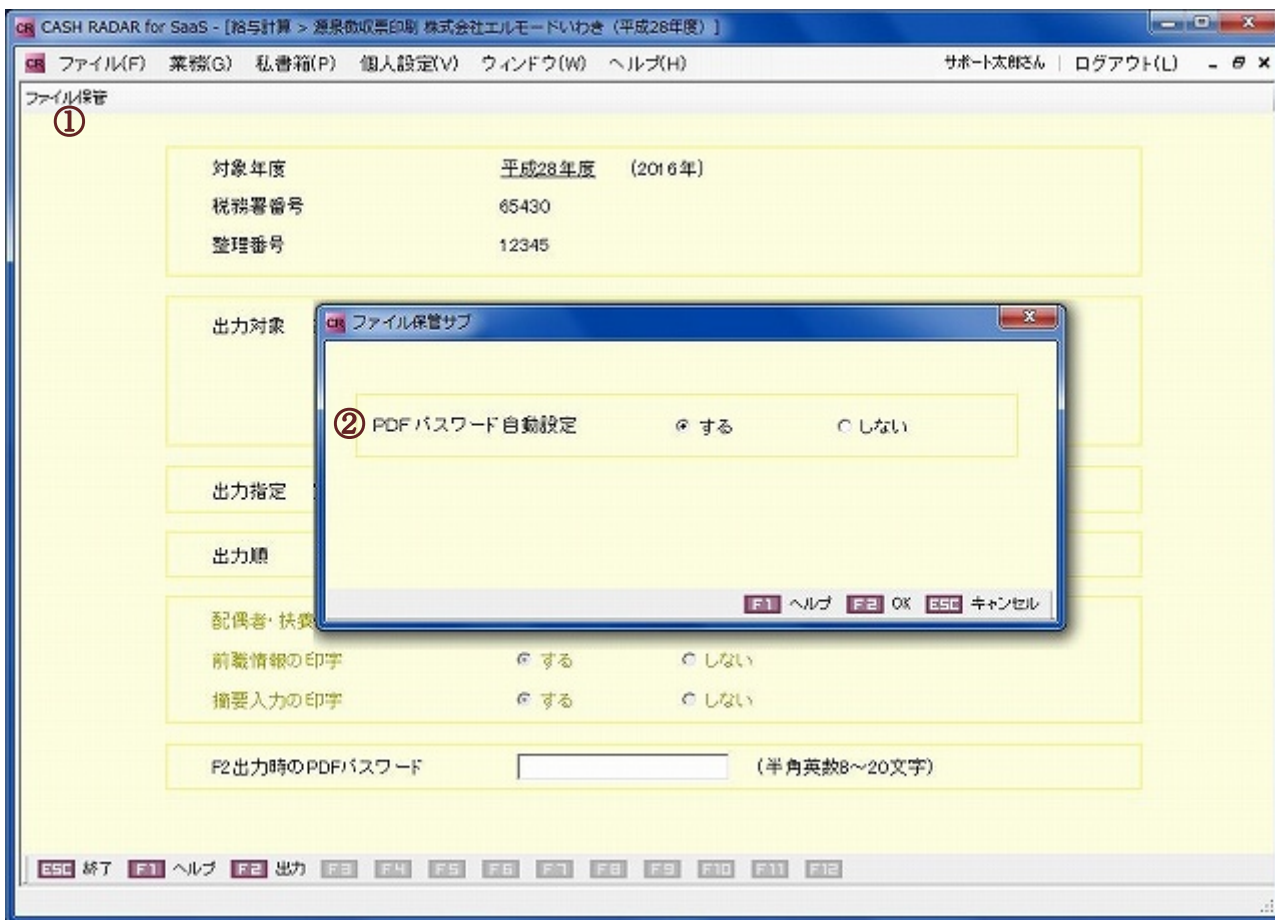 CR CASH RADAR for SaaS - [給与計算 > 源泉徴収票印刷 株式会社エルモードいわき (平成28年度) ]
CR ファイル(F) 業務(G) 私書箱(P) 個人設定(V) ウィンドウ(W) ヘルプ(H) サポート太郎さん | ログアウト(L)
ファイル保管
①
対象年度 平成28年度 (2016年)
税務署番号 65430
整理番号 12345
出力対象
CR ファイル保管サブ
② PDFパスワード自動設定 する しない
出力指定
出力順
F1 ヘルプ F2 OK ESC キャンセル
配偶者・扶養
前職情報の印字 する しない
摘要入力の印字 する しない
F2出力時のPDFパスワード (半角英数8～20文字)
ESC 終了 F1 ヘルプ F2 出力 F3 F4 F5 F6 F7 F8 F9 F10 F11 F12